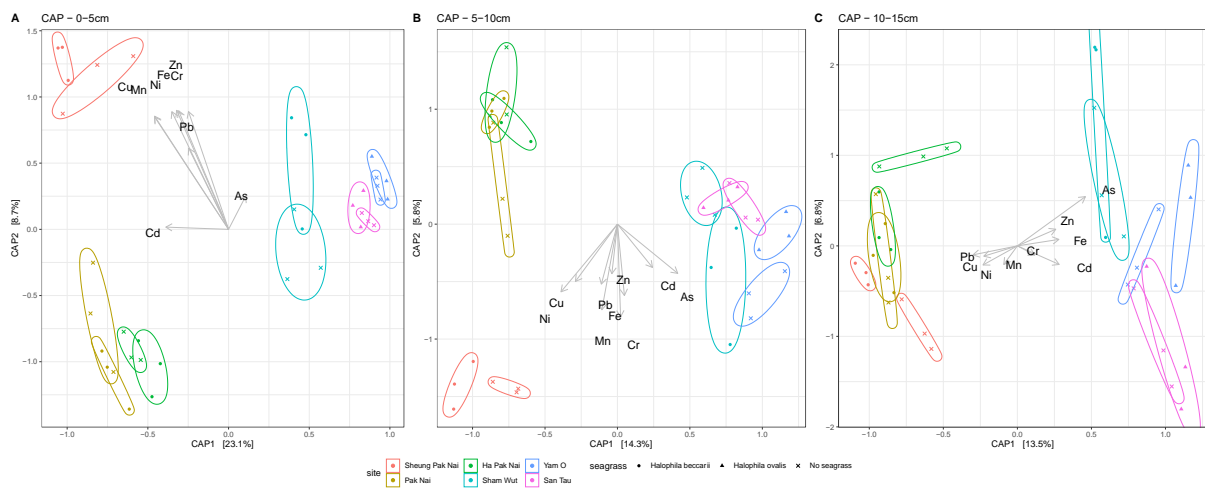 A CAP − 0−5cm
1.5
1.0
0.5
0.0
−0.5
−1.0
CAP2 [8.7%]
Zn
Fe
Cr
Cu
Mn
Ni
Pb
As
Cd
−1.0 −0.5 0.0 0.5 1.0
CAP1 [23.1%]
B CAP − 5−10cm
1
0
−1
CAP2 [5.8%]
Zn
Cd
Cu
Pb
As
Ni
Fe
Mn
Cr
−1.0 −0.5 0.0 0.5 1.0
CAP1 [14.3%]
C CAP − 10−15cm
2
1
0
−1
−2
CAP2 [6.8%]
As
Zn
Fe
Cr
Pb
Cu
Ni
Mn
Cd
−1.0 −0.5 0.0 0.5 1.0
CAP1 [13.5%]
site
Sheung Pak Nai Ha Pak Nai Yam O
Pak Nai Sham Wut San Tau
seagrass Halophila beccarii Halophila ovalis No seagrass